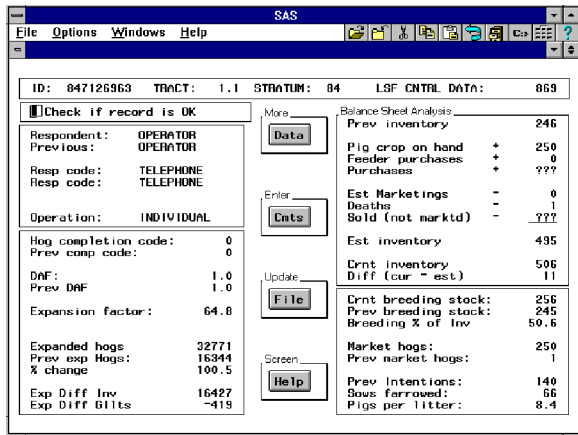 SAS
File Options Windows Help
C:>
?
ID: 847126963 TRACT: 1.1 STRATUM: 84 LSF CNTRL DATA: 869
Check if record is OK
Respondent: OPERATOR
Previous: OPERATOR
Resp code: TELEPHONE
Resp code: TELEPHONE
Operation: INDIVIDUAL
Hog completion code: 0
Prev comp code: 0
DAF: 1.0
Prev DAF 1.0
Expansion factor: 64.8
Expanded hogs 32771
Prev exp Hogs: 16344
% change 100.5
Exp Diff Inv 16427
Exp Diff Gllts -419
More
Data
Enter
Cnts
Update
File
Screen
Help
Balance Sheet Analysis
Prev inventory 246
Pig crop on hand + 250
Feeder purchases + 0
Purchases + ???
Est Marketings - 0
Deaths - 1
Sold (not marktd) - ???
Est inventory 495
Crnt inventory 506
Diff (cur - est) 11
Crnt breeding stock: 256
Prev breeding stock: 245
Breeding % of Inv 50.6
Market hogs: 250
Prev market hogs: 1
Prev Intentions: 140
Sows farrowed: 66
Pigs per litter: 8.4